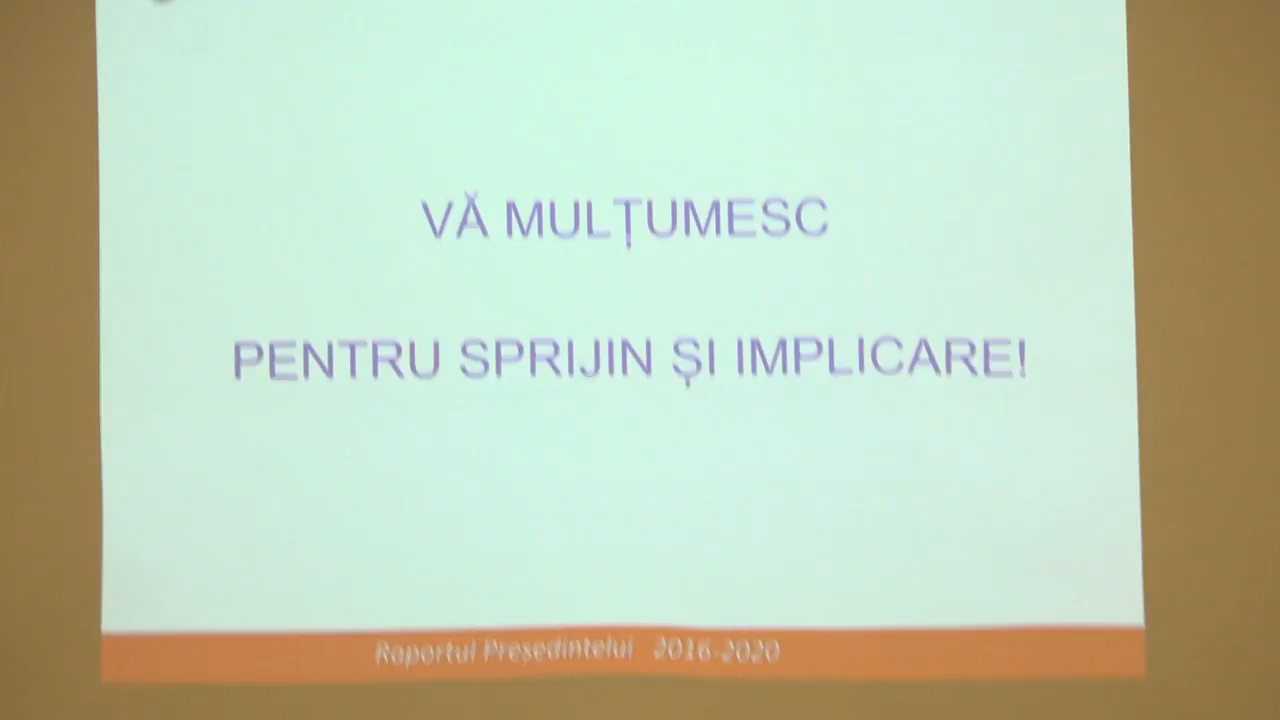 VĂ MULȚUMESC
PENTRU SPRIJIN ȘI IMPLICARE!
Raportul Președintelui 2016-2020